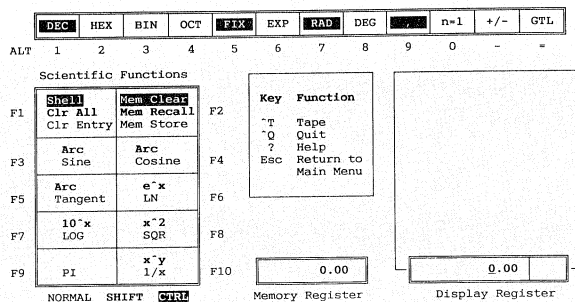 DEC HEX BIN OCT FIX EXP RAD DEG , n=1 +/- GTL
ALT 1 2 3 4 5 6 7 8 9 0 - =
Scientific Functions
F1 Shell Mem Clear F2
Clr All Mem Recall
Clr Entry Mem Store
F3 Arc Arc F4
Sine Cosine
F5 Arc e^x F6
Tangent LN
F7 10^x x^2 F8
LOG SQR
F9 x^y F10
PI 1/x
NORMAL SHIFT CTRL
Key Function
^T Tape
^Q Quit
? Help
Esc Return to
Main Menu
0.00
Memory Register
0.00
Display Register